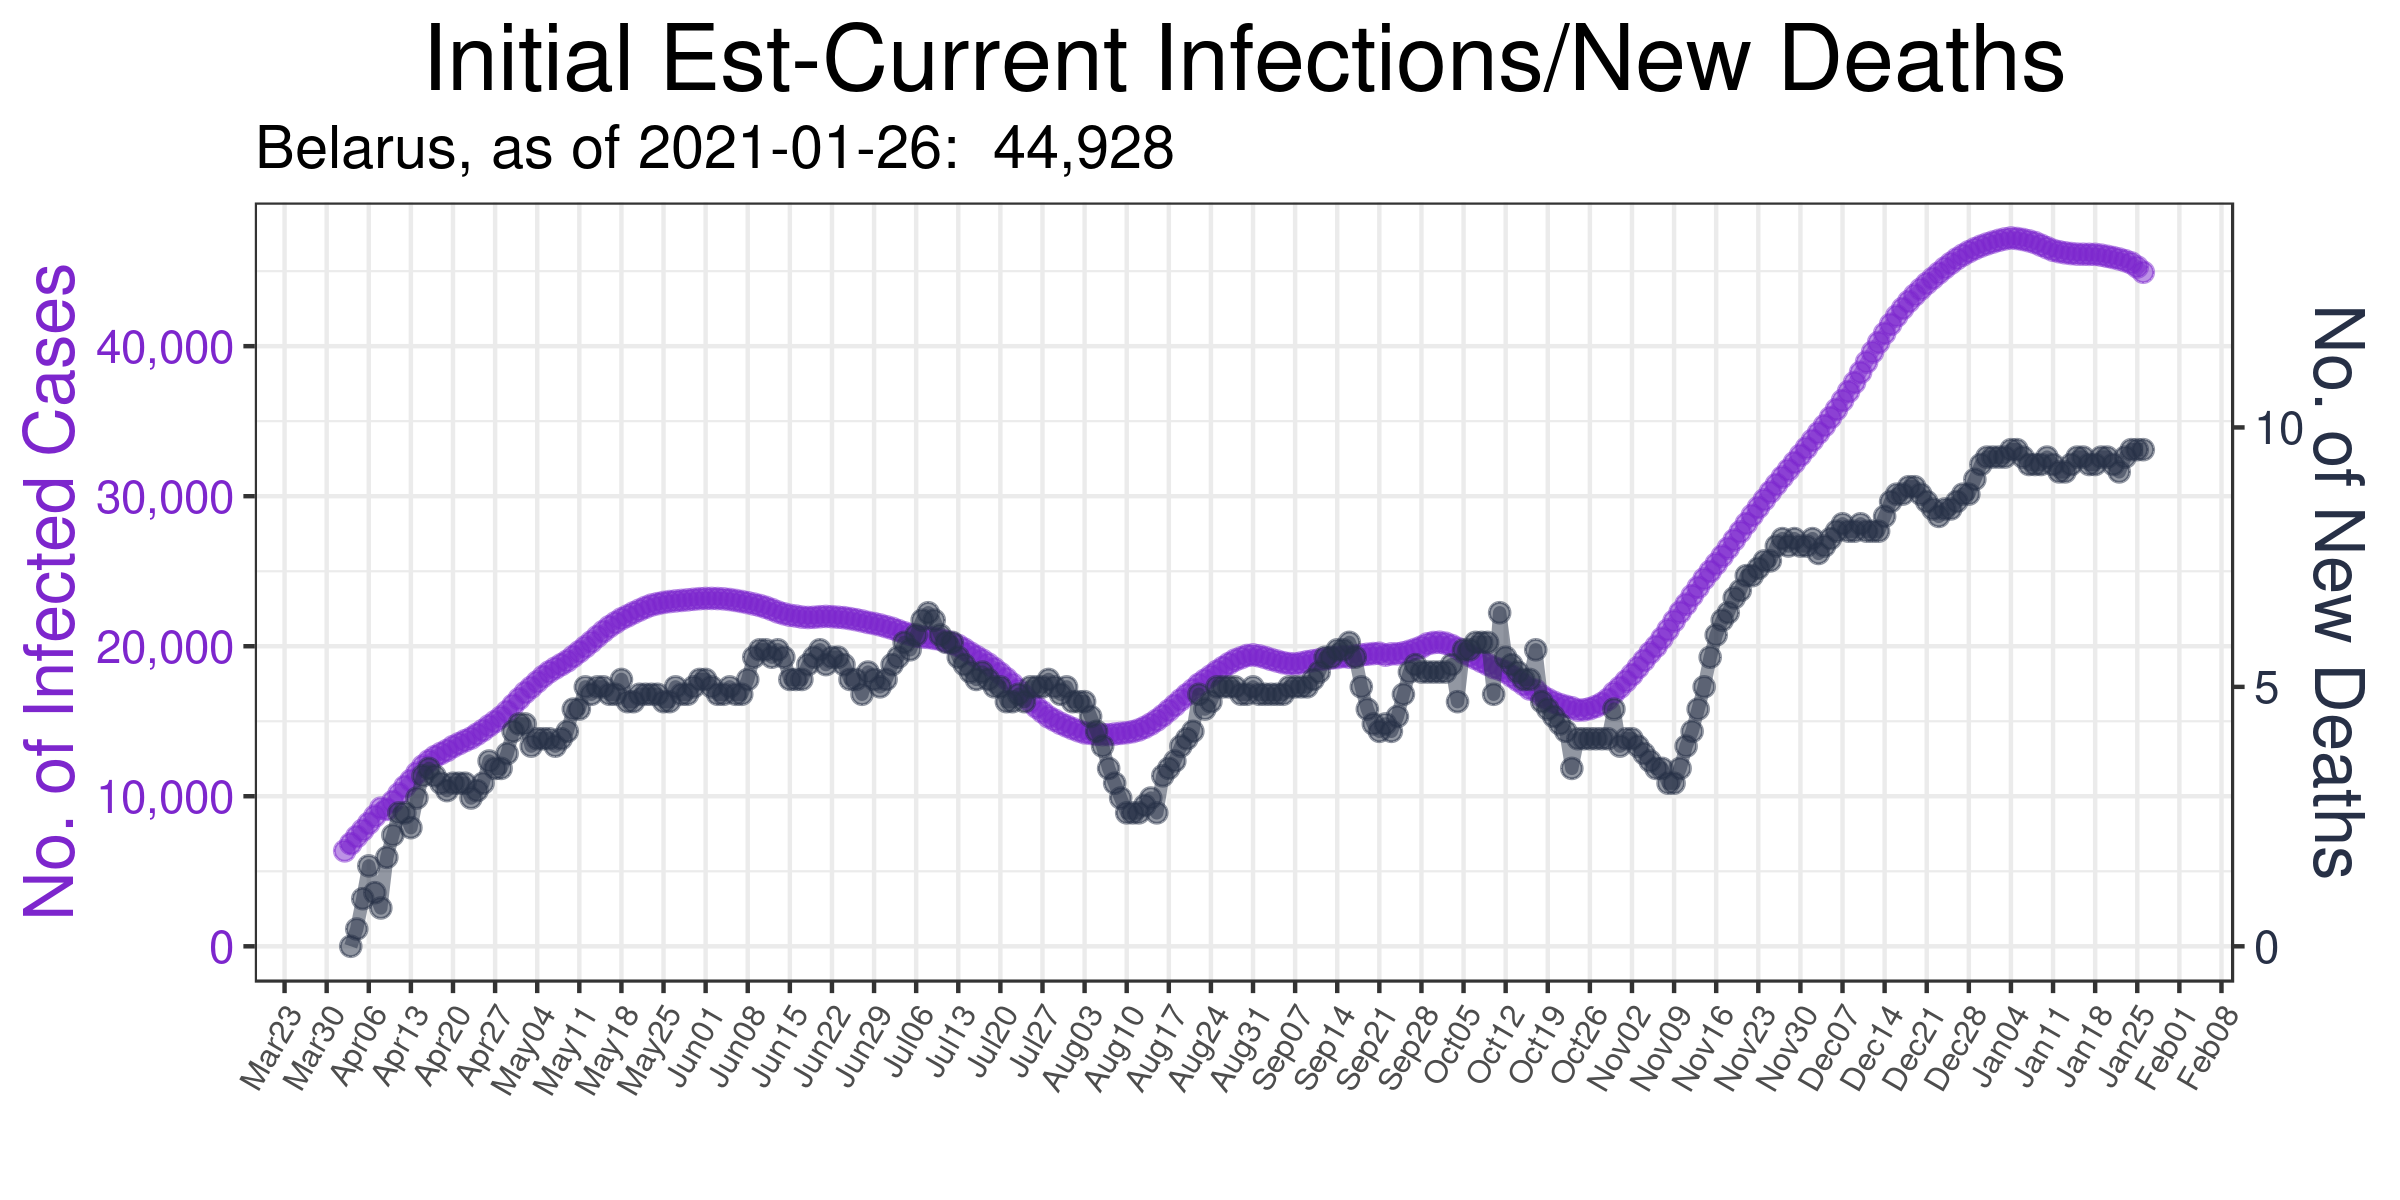 Initial Est-Current Infections/New Deaths
Belarus, as of 2021-01-26:  44,928
No. of Infected Cases
40,000
30,000
20,000
10,000
0
No. of New Deaths
10
5
0
Mar23 Mar30 Apr06 Apr13 Apr20 Apr27 May04 May11 May18 May25 Jun01 Jun08 Jun15 Jun22 Jun29 Jul06 Jul13 Jul20 Jul27 Aug03 Aug10 Aug17 Aug24 Aug31 Sep07 Sep14 Sep21 Sep28 Oct05 Oct12 Oct19 Oct26 Nov02 Nov09 Nov16 Nov23 Nov30 Dec07 Dec14 Dec21 Dec28 Jan04 Jan11 Jan18 Jan25 Feb01 Feb08